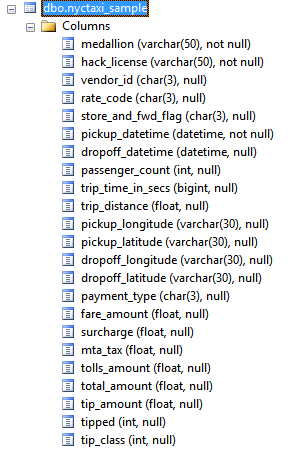 dbo.nyctaxi_sample
Columns
medallion (varchar(50), not null)
hack_license (varchar(50), not null)
vendor_id (char(3), null)
rate_code (char(3), null)
store_and_fwd_flag (char(3), null)
pickup_datetime (datetime, not null)
dropoff_datetime (datetime, null)
passenger_count (int, null)
trip_time_in_secs (bigint, null)
trip_distance (float, null)
pickup_longitude (varchar(30), null)
pickup_latitude (varchar(30), null)
dropoff_longitude (varchar(30), null)
dropoff_latitude (varchar(30), null)
payment_type (char(3), null)
fare_amount (float, null)
surcharge (float, null)
mta_tax (float, null)
tolls_amount (float, null)
total_amount (float, null)
tip_amount (float, null)
tipped (int, null)
tip_class (int, null)